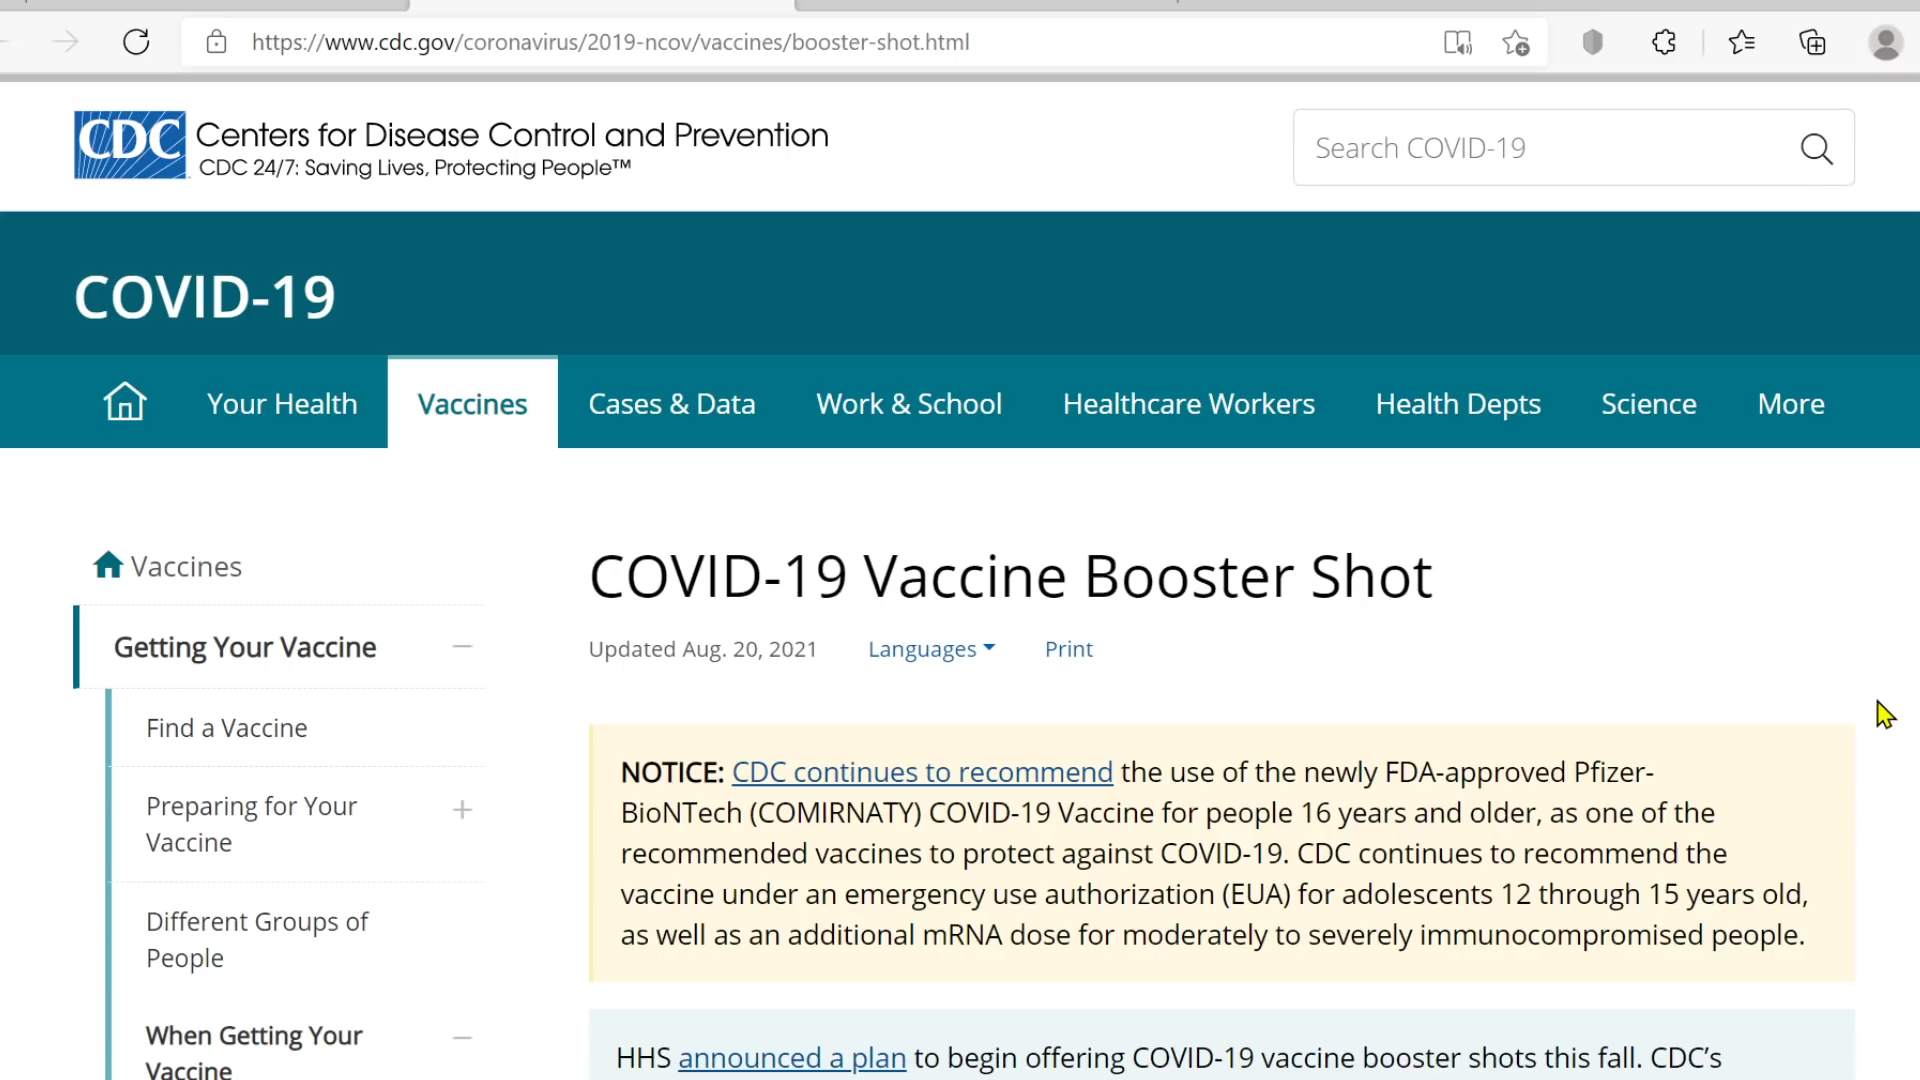 https://www.cdc.gov/coronavirus/2019-ncov/vaccines/booster-shot.html
CDC Centers for Disease Control and Prevention
CDC 24/7: Saving Lives, Protecting People™
Search COVID-19
COVID-19
Your Health Vaccines Cases & Data Work & School Healthcare Workers Health Depts Science More
Vaccines
Getting Your Vaccine
Find a Vaccine
Preparing for Your
Vaccine
Different Groups of
People
When Getting Your
Vaccine
COVID-19 Vaccine Booster Shot
Updated Aug. 20, 2021 Languages Print
NOTICE: CDC continues to recommend the use of the newly FDA-approved Pfizer-
BioNTech (COMIRNATY) COVID-19 Vaccine for people 16 years and older, as one of the
recommended vaccines to protect against COVID-19. CDC continues to recommend the
vaccine under an emergency use authorization (EUA) for adolescents 12 through 15 years old,
as well as an additional mRNA dose for moderately to severely immunocompromised people.
HHS announced a plan to begin offering COVID-19 vaccine booster shots this fall. CDC’s